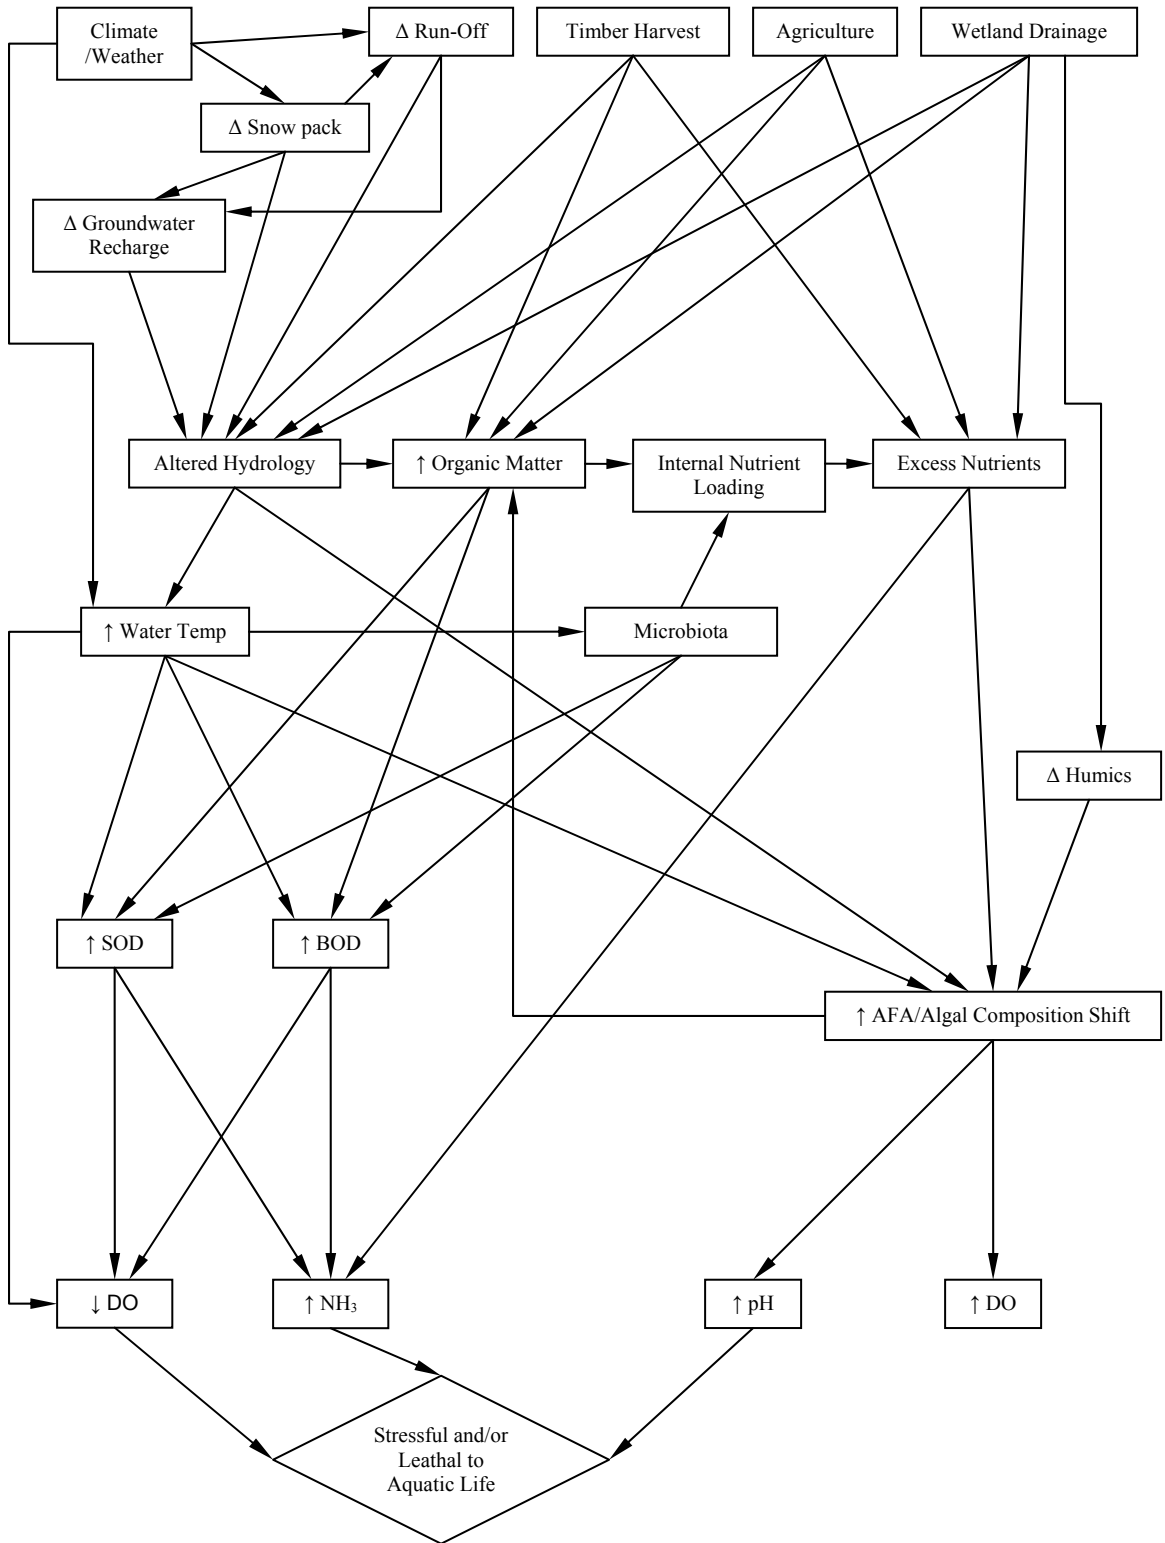 Climate
/Weather
Δ Run-Off
Timber Harvest
Agriculture
Wetland Drainage
Δ Snow pack
Δ Groundwater
Recharge
Altered Hydrology
↑ Organic Matter
Internal Nutrient
Loading
Excess Nutrients
↑ Water Temp
Microbiota
Δ Humics
↑ SOD
↑ BOD
↑ AFA/Algal Composition Shift
↓ DO
↑ NH₃
↑ pH
↑ DO
Stressful and/or
Leathal to
Aquatic Life